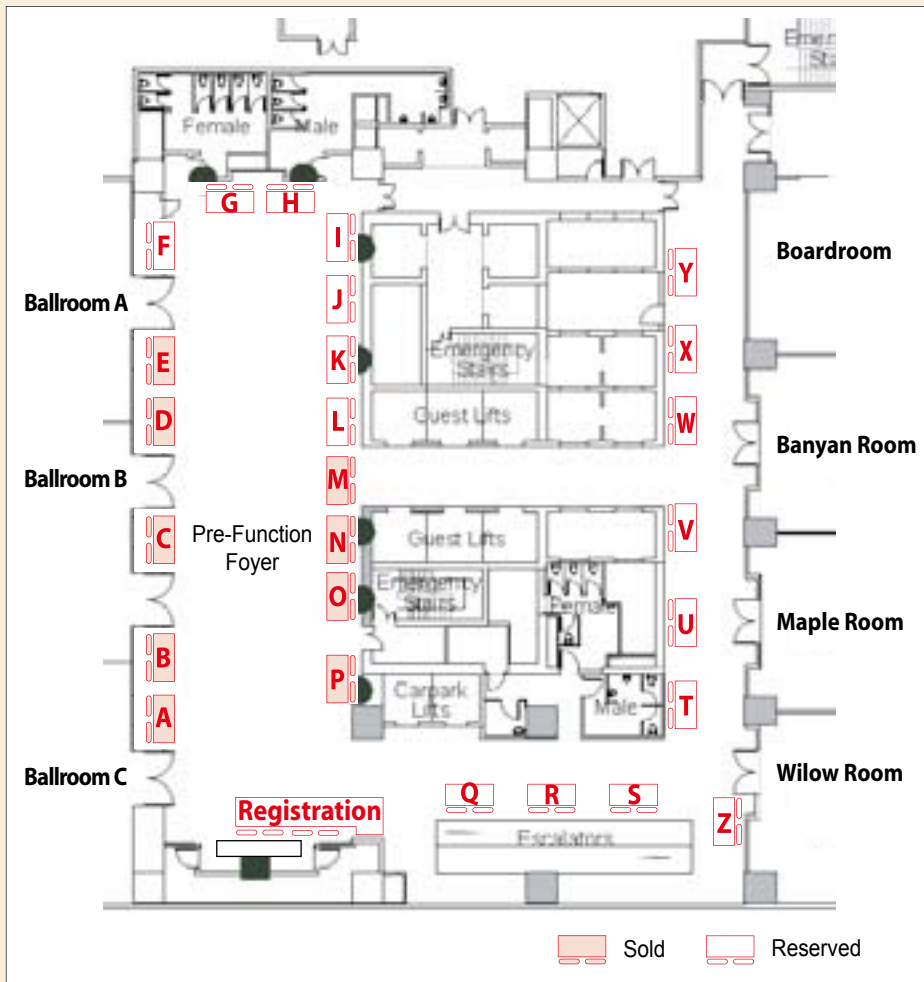 Emergency
Female
Male
G
H
F
I
Y
Boardroom
Ballroom A
J
E
K
Emergency
Stairs
X
D
L
Guest Lifts
W
Banyan Room
Ballroom B
M
C
Pre-Function
Foyer
N
Guest Lifts
V
O
Emergency
Stairs
Female
U
Maple Room
B
P
Carpark
Lifts
Male
T
A
Ballroom C
Wilow Room
Q
R
S
Registration
Escalators
Z
Sold
Reserved